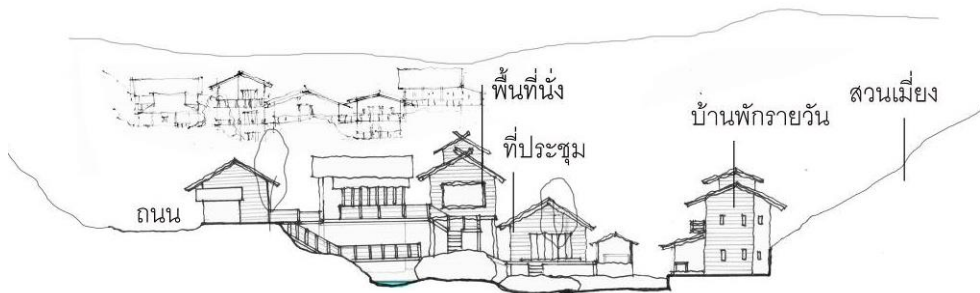 พื้นที่นั่ง
สวนเมี่ยง
บ้านพักรายวัน
ที่ประชุม
ถนน